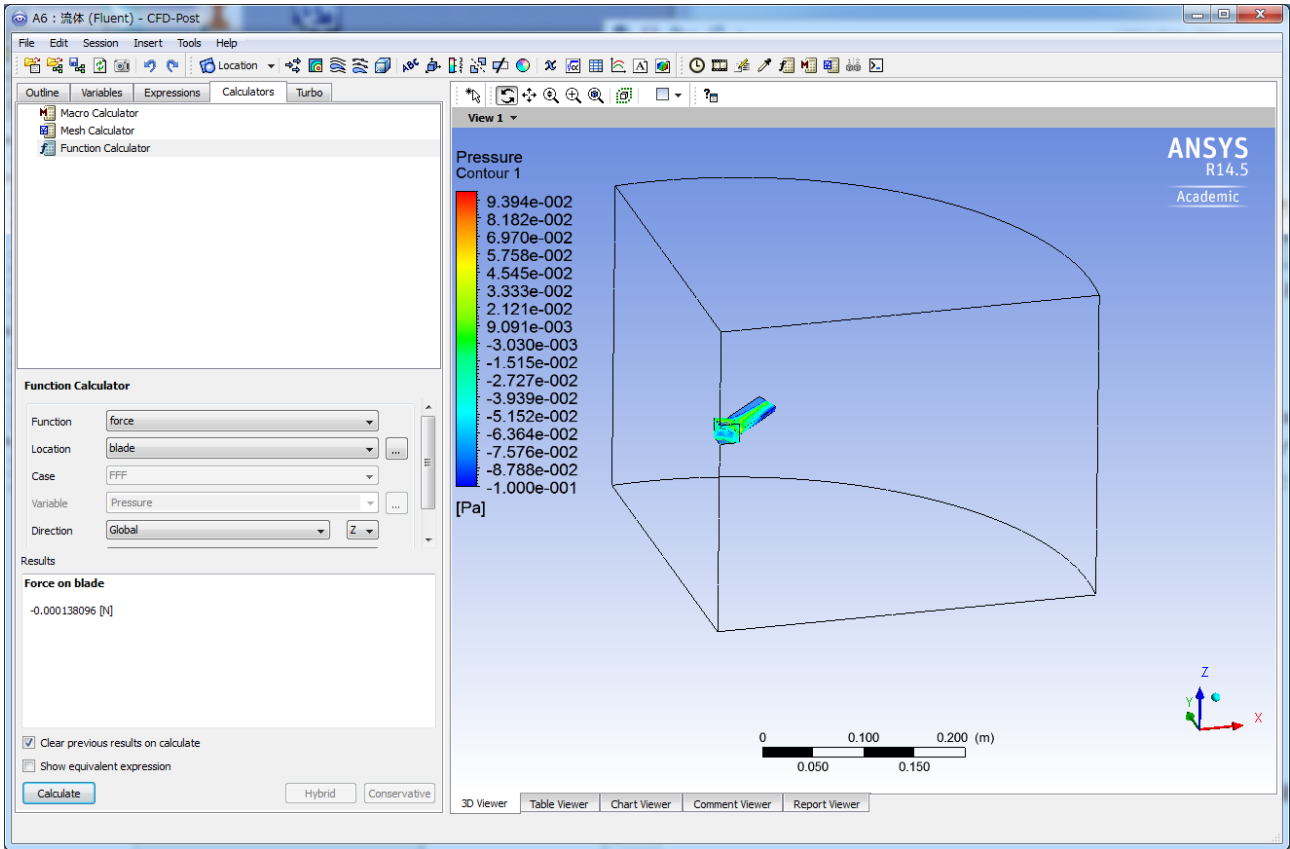 A6 : 流体 (Fluent) - CFD-Post
File Edit Session Insert Tools Help
Location
Outline Variables Expressions Calculators Turbo
Macro Calculator
Mesh Calculator
Function Calculator
Function Calculator
Function force
Location blade ...
Case FFF
Variable Pressure ...
Direction Global Z
Results
Force on blade
-0.000138096 [N]
Clear previous results on calculate
Show equivalent expression
Calculate Hybrid Conservative
View 1
Pressure
Contour 1
9.394e-002
8.182e-002
6.970e-002
5.758e-002
4.545e-002
3.333e-002
2.121e-002
9.091e-003
-3.030e-003
-1.515e-002
-2.727e-002
-3.939e-002
-5.152e-002
-6.364e-002
-7.576e-002
-8.788e-002
-1.000e-001
[Pa]
ANSYS
R14.5
Academic
Z
Y
X
0 0.100 0.200 (m)
0.050 0.150
3D Viewer Table Viewer Chart Viewer Comment Viewer Report Viewer